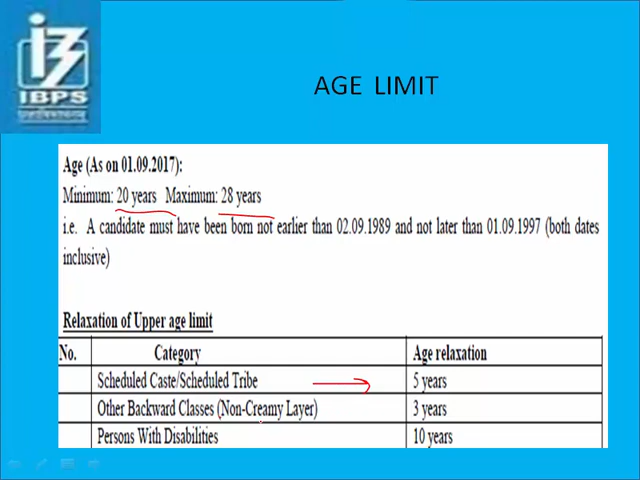 IBPS
AGE LIMIT
Age (As on 01.09.2017):
Minimum: 20 years Maximum: 28 years
i.e. A candidate must have been born not earlier than 02.09.1989 and not later than 01.09.1997 (both dates
inclusive)
Relaxation of Upper age limit
No. Category Age relaxation
Scheduled Caste/Scheduled Tribe 5 years
Other Backward Classes (Non-Creamy Layer) 3 years
Persons With Disabilities 10 years